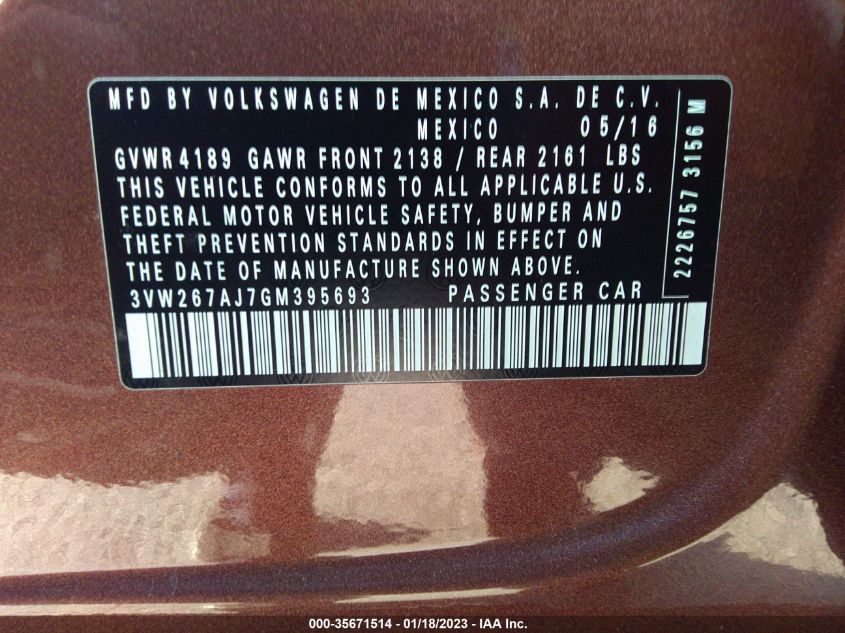 MFD BY VOLKSWAGEN DE MEXICO S.A. DE C.V.
MEXICO 05/16
GVWR 4189 GAWR FRONT 2138 / REAR 2161 LBS
THIS VEHICLE CONFORMS TO ALL APPLICABLE U.S.
FEDERAL MOTOR VEHICLE SAFETY, BUMPER AND
THEFT PREVENTION STANDARDS IN EFFECT ON
THE DATE OF MANUFACTURE SHOWN ABOVE.
3VW267AJ7GM395693 PASSENGER CAR
2226757 3156 M
000-35671514 - 01/18/2023 - IAA Inc.